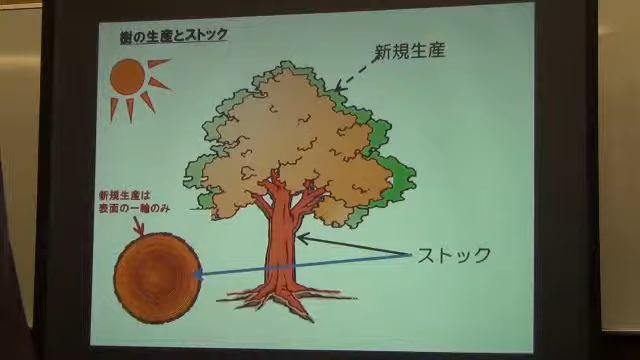 樹の生産とストック
新規生産
新規生産は
表面の一輪のみ
ストック